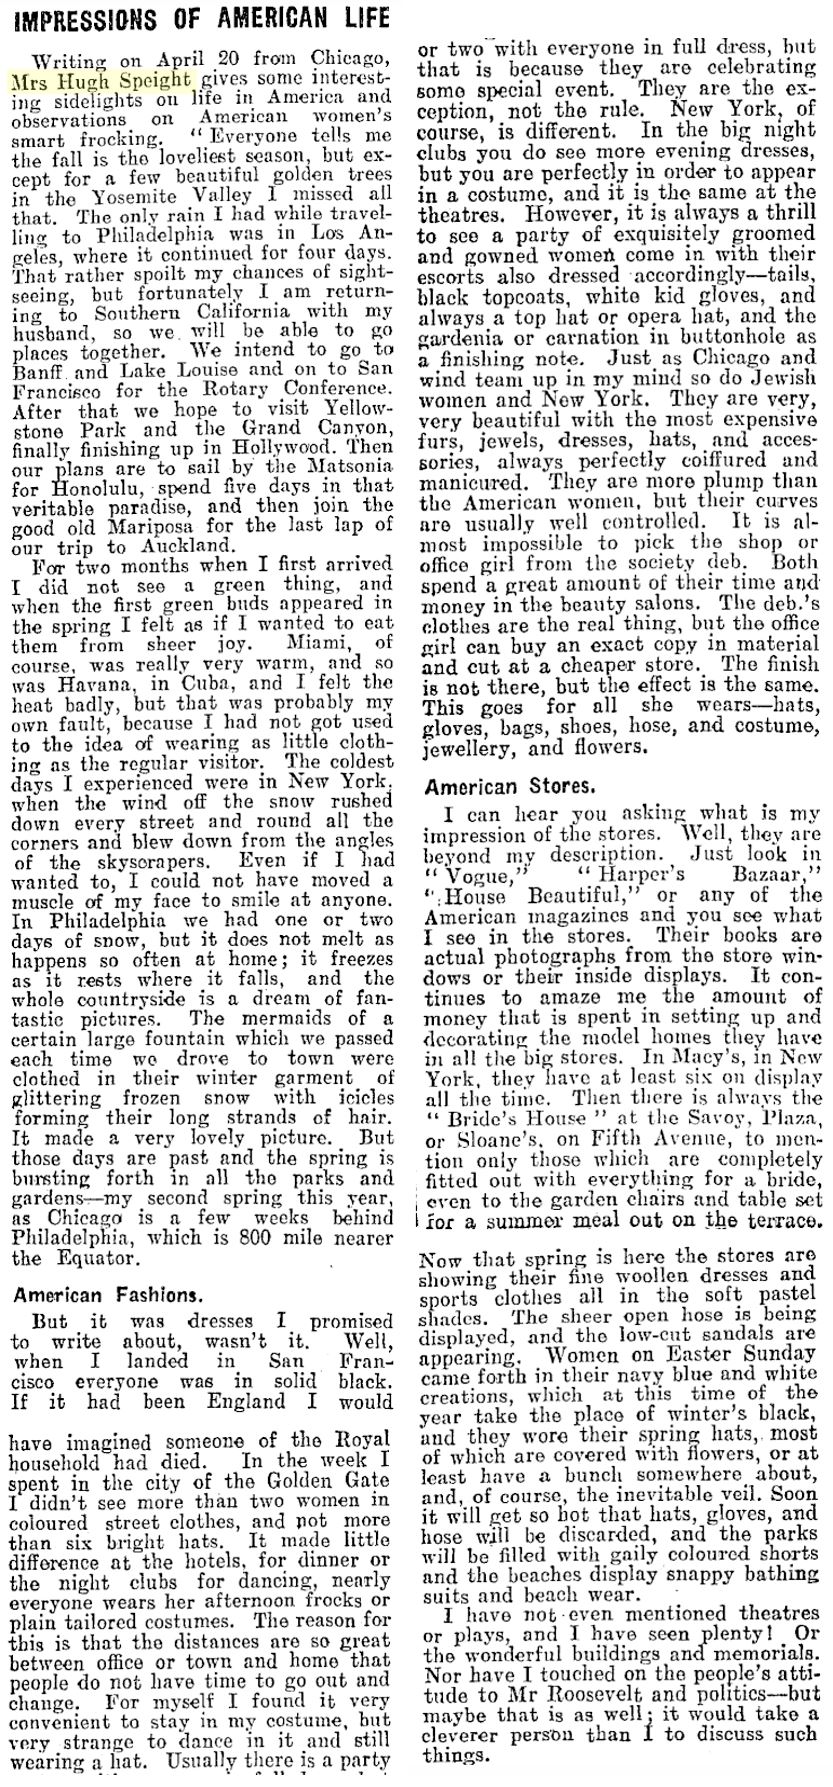 IMPRESSIONS OF AMERICAN LIFE
Writing on April 20 from Chicago,
Mrs Hugh Speight gives some interest-
ing sidelights on life in America and
observations on American women's
smart frocking. "Everyone tells me
the fall is the loveliest season, but ex-
cept for a few beautiful golden trees
in the Yosemite Valley I missed all
that. The only rain I had while travel-
ling to Philadelphia was in Los An-
geles, where it continued for four days.
That rather spoilt my chances of sight-
seeing, but fortunately I am return-
ing to Southern California with my
husband, so we will be able to go
places together. We intend to go to
Banff and Lake Louise and on to San
Francisco for the Rotary Conference.
After that we hope to visit Yellow-
stone Park and the Grand Canyon,
finally finishing up in Hollywood. Then
our plans are to sail by the Matsonia
for Honolulu, spend five days in that
veritable paradise, and then join the
good old Mariposa for the last lap of
our trip to Auckland.
For two months when I first arrived
I did not see a green thing, and
when the first green buds appeared in
the spring I felt as if I wanted to eat
them from sheer joy. Miami, of
course, was really very warm, and so
was Havana, in Cuba, and I felt the
heat badly, but that was probably my
own fault, because I had not got used
to the idea of wearing as little cloth-
ing as the regular visitor. The coldest
days I experienced were in New York,
when the wind off the snow rushed
down every street and round all the
corners and blew down from the angles
of the skyscrapers. Even if I had
wanted to, I could not have moved a
muscle of my face to smile at anyone.
In Philadelphia we had one or two
days of snow, but it does not melt as
happens so often at home; it freezes
as it rests where it falls, and the
whole countryside is a dream of fan-
tastic pictures. The mermaids of a
certain large fountain which we passed
each time we drove to town were
clothed in their winter garment of
glittering frozen snow with icicles
forming their long strands of hair.
It made a very lovely picture. But
those days are past and the spring is
bursting forth in all the parks and
gardens—my second spring this year,
as Chicago is a few weeks behind
Philadelphia, which is 800 mile nearer
the Equator.
American Fashions.
But it was dresses I promised
to write about, wasn't it. Well,
when I landed in San Fran-
cisco everyone was in solid black.
If it had been England I would
have imagined someone of the Royal
household had died. In the week I
spent in the city of the Golden Gate
I didn't see more than two women in
coloured street clothes, and not more
than six bright hats. It made little
difference at the hotels, for dinner or
the night clubs for dancing, nearly
everyone wears her afternoon frocks or
plain tailored costumes. The reason for
this is that the distances are so great
between office or town and home that
people do not have time to go out and
change. For myself I found it very
convenient to stay in my costume, but
very strange to dance in it and still
wearing a hat. Usually there is a party
or two with everyone in full dress, but
that is because they are celebrating
some special event. They are the ex-
ception, not the rule. New York, of
course, is different. In the big night
clubs you do see more evening dresses,
but you are perfectly in order to appear
in a costume, and it is the same at the
theatres. However, it is always a thrill
to see a party of exquisitely groomed
and gowned women come in with their
escorts also dressed accordingly—tails,
black topcoats, white kid gloves, and
always a top hat or opera hat, and the
gardenia or carnation in buttonhole as
a finishing note. Just as Chicago and
wind team up in my mind so do Jewish
women and New York. They are very,
very beautiful with the most expensive
furs, jewels, dresses, hats, and acces-
sories, always perfectly coiffured and
manicured. They are more plump than
the American women, but their curves
are usually well controlled. It is al-
most impossible to pick the shop or
office girl from the society deb. Both
spend a great amount of their time and
money in the beauty salons. The deb.'s
clothes are the real thing, but the office
girl can buy an exact copy in material
and cut at a cheaper store. The finish
is not there, but the effect is the same.
This goes for all she wears—hats,
gloves, bags, shoes, hose, and costume,
jewellery, and flowers.
American Stores.
I can hear you asking what is my
impression of the stores. Well, they are
beyond my description. Just look in
"Vogue," "Harper's Bazaar,"
"House Beautiful," or any of the
American magazines and you see what
I see in the stores. Their books are
actual photographs from the store win-
dows or their inside displays. It con-
tinues to amaze me the amount of
money that is spent in setting up and
decorating the model homes they have
in all the big stores. In Macy's, in New
York, they have at least six on display
all the time. Then there is always the
"Bride's House" at the Savoy, Plaza,
or Sloane's, on Fifth Avenue, to men-
tion only those which are completely
fitted out with everything for a bride,
even to the garden chairs and table set
for a summer meal out on the terrace.
Now that spring is here the stores are
showing their fine woollen dresses and
sports clothes all in the soft pastel
shades. The sheer open hose is being
displayed, and the low-cut sandals are
appearing. Women on Easter Sunday
came forth in their navy blue and white
creations, which at this time of the
year take the place of winter's black,
and they wore their spring hats, most
of which are covered with flowers, or at
least have a bunch somewhere about,
and, of course, the inevitable veil. Soon
it will get so hot that hats, gloves, and
hose will be discarded, and the parks
will be filled with gaily coloured shorts
and the beaches display snappy bathing
suits and beach wear.
I have not even mentioned theatres
or plays, and I have seen plenty! Or
the wonderful buildings and memorials.
Nor have I touched on the people's atti-
tude to Mr Roosevelt and politics—but
maybe that is as well; it would take a
cleverer person than I to discuss such
things.